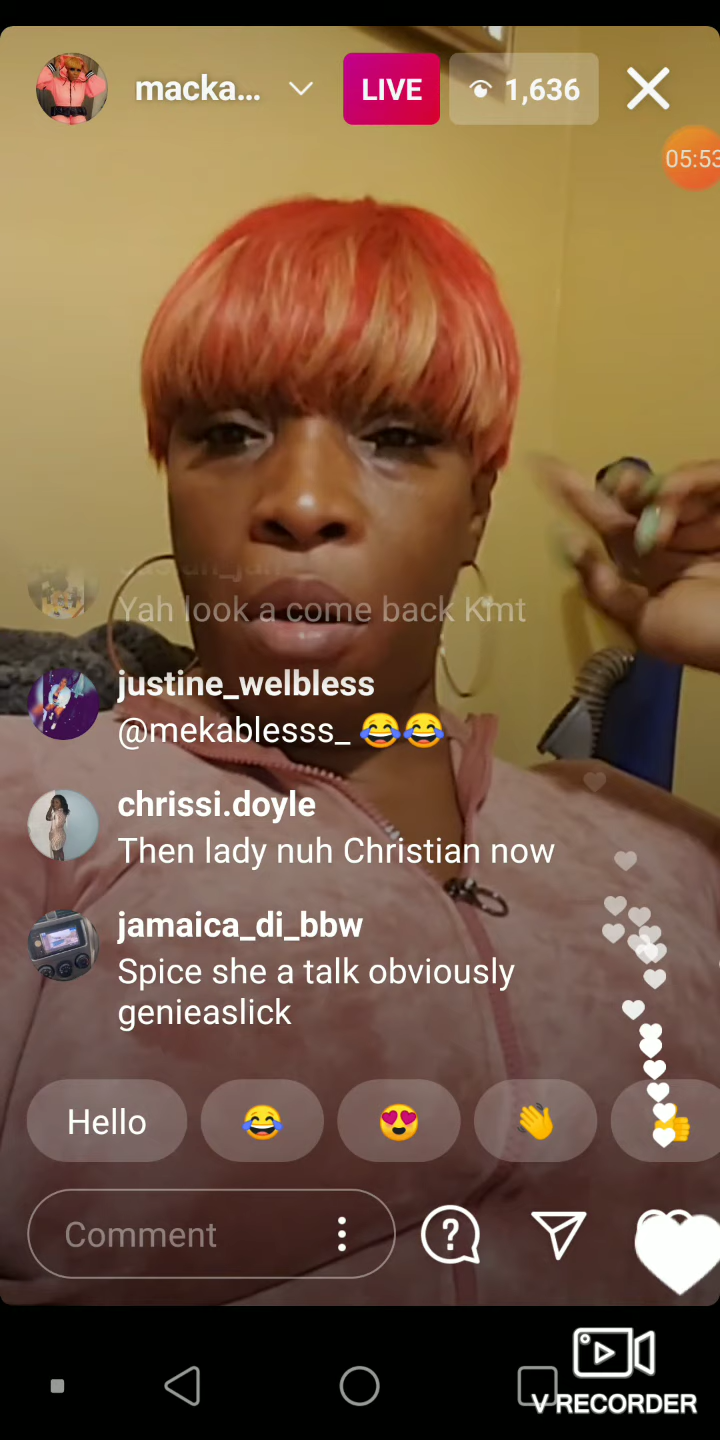 macka...
LIVE
1,636
05:53
Yah look a come back Kmt
justine_welbless
@mekablesss_ 😂😂
chrissi.doyle
Then lady nuh Christian now
jamaica_di_bbw
Spice she a talk obviously
genieaslick
Hello
Comment
V RECORDER